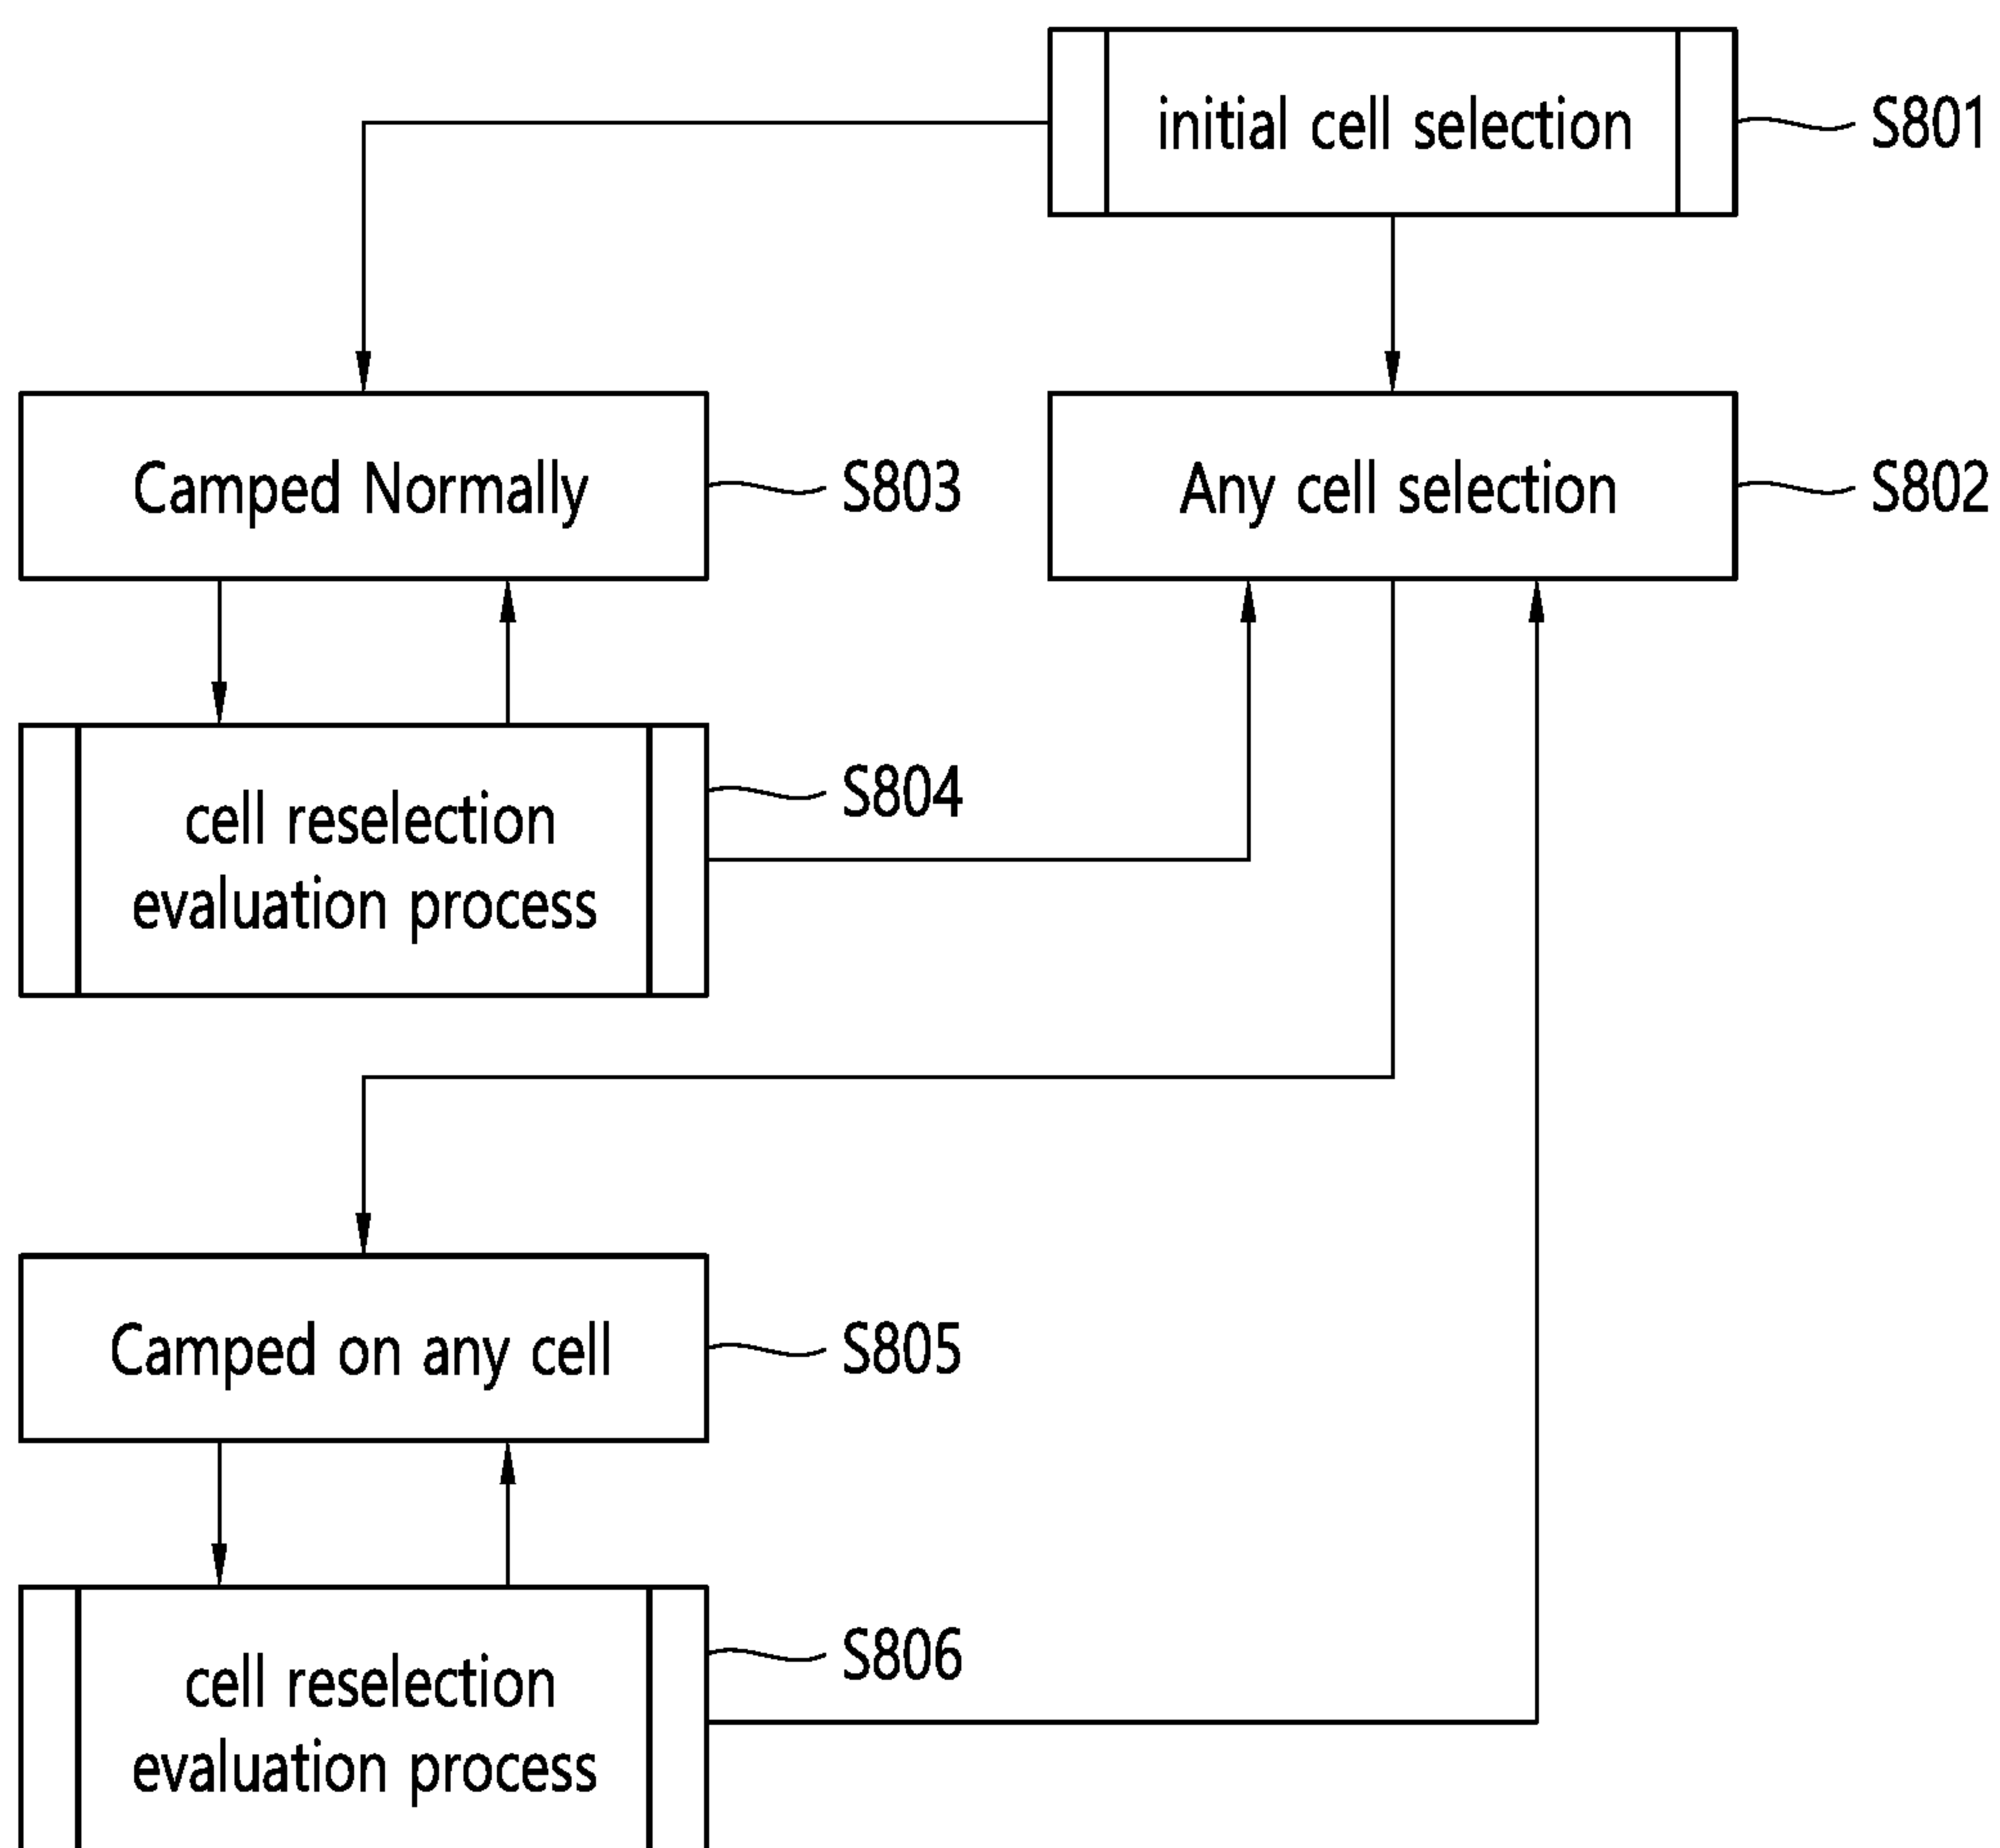 initial cell selection
S801
Camped Normally
S803
Any cell selection
S802
cell reselection
evaluation process
S804
Camped on any cell
S805
cell reselection
evaluation process
S806